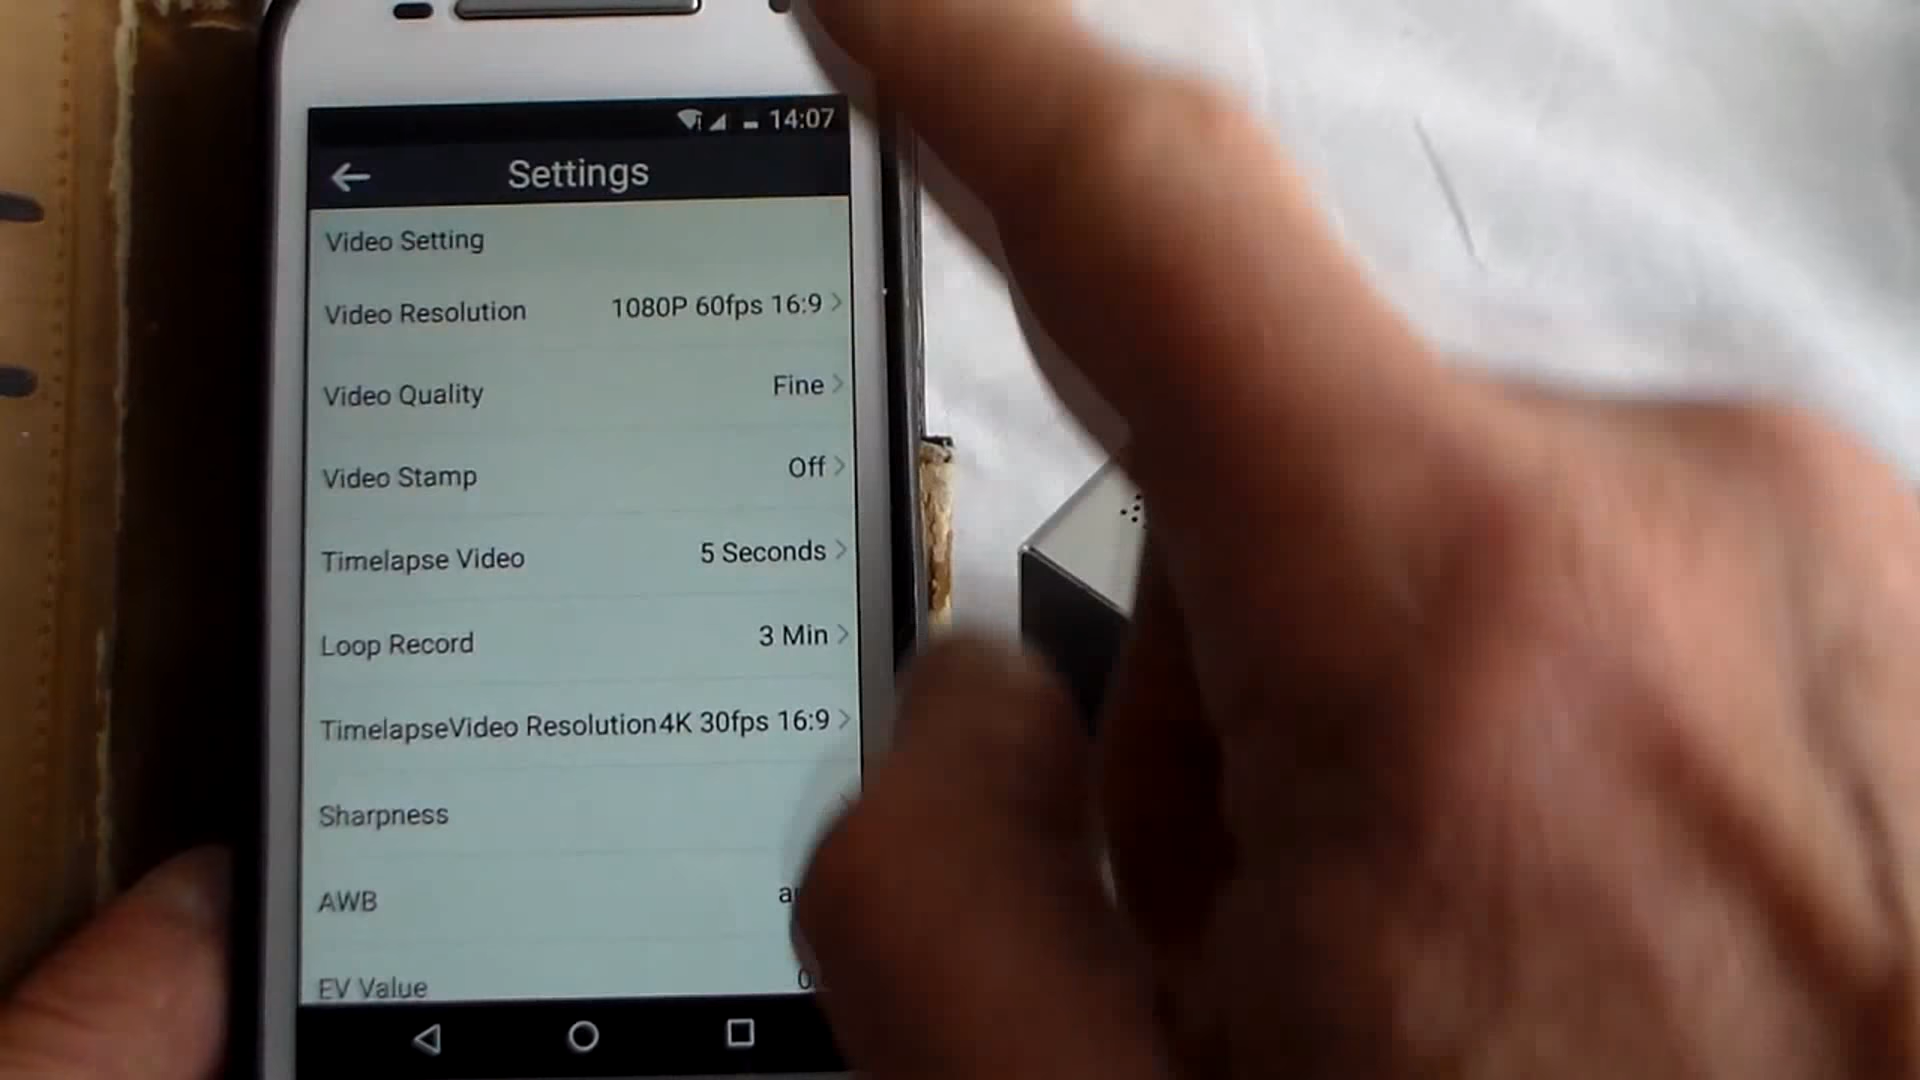 14:07
Settings
Video Setting
Video Resolution 1080P 60fps 16:9
Video Quality Fine
Video Stamp Off
Timelapse Video 5 Seconds
Loop Record 3 Min
TimelapseVideo Resolution 4K 30fps 16:9
Sharpness
AWB
EV Value